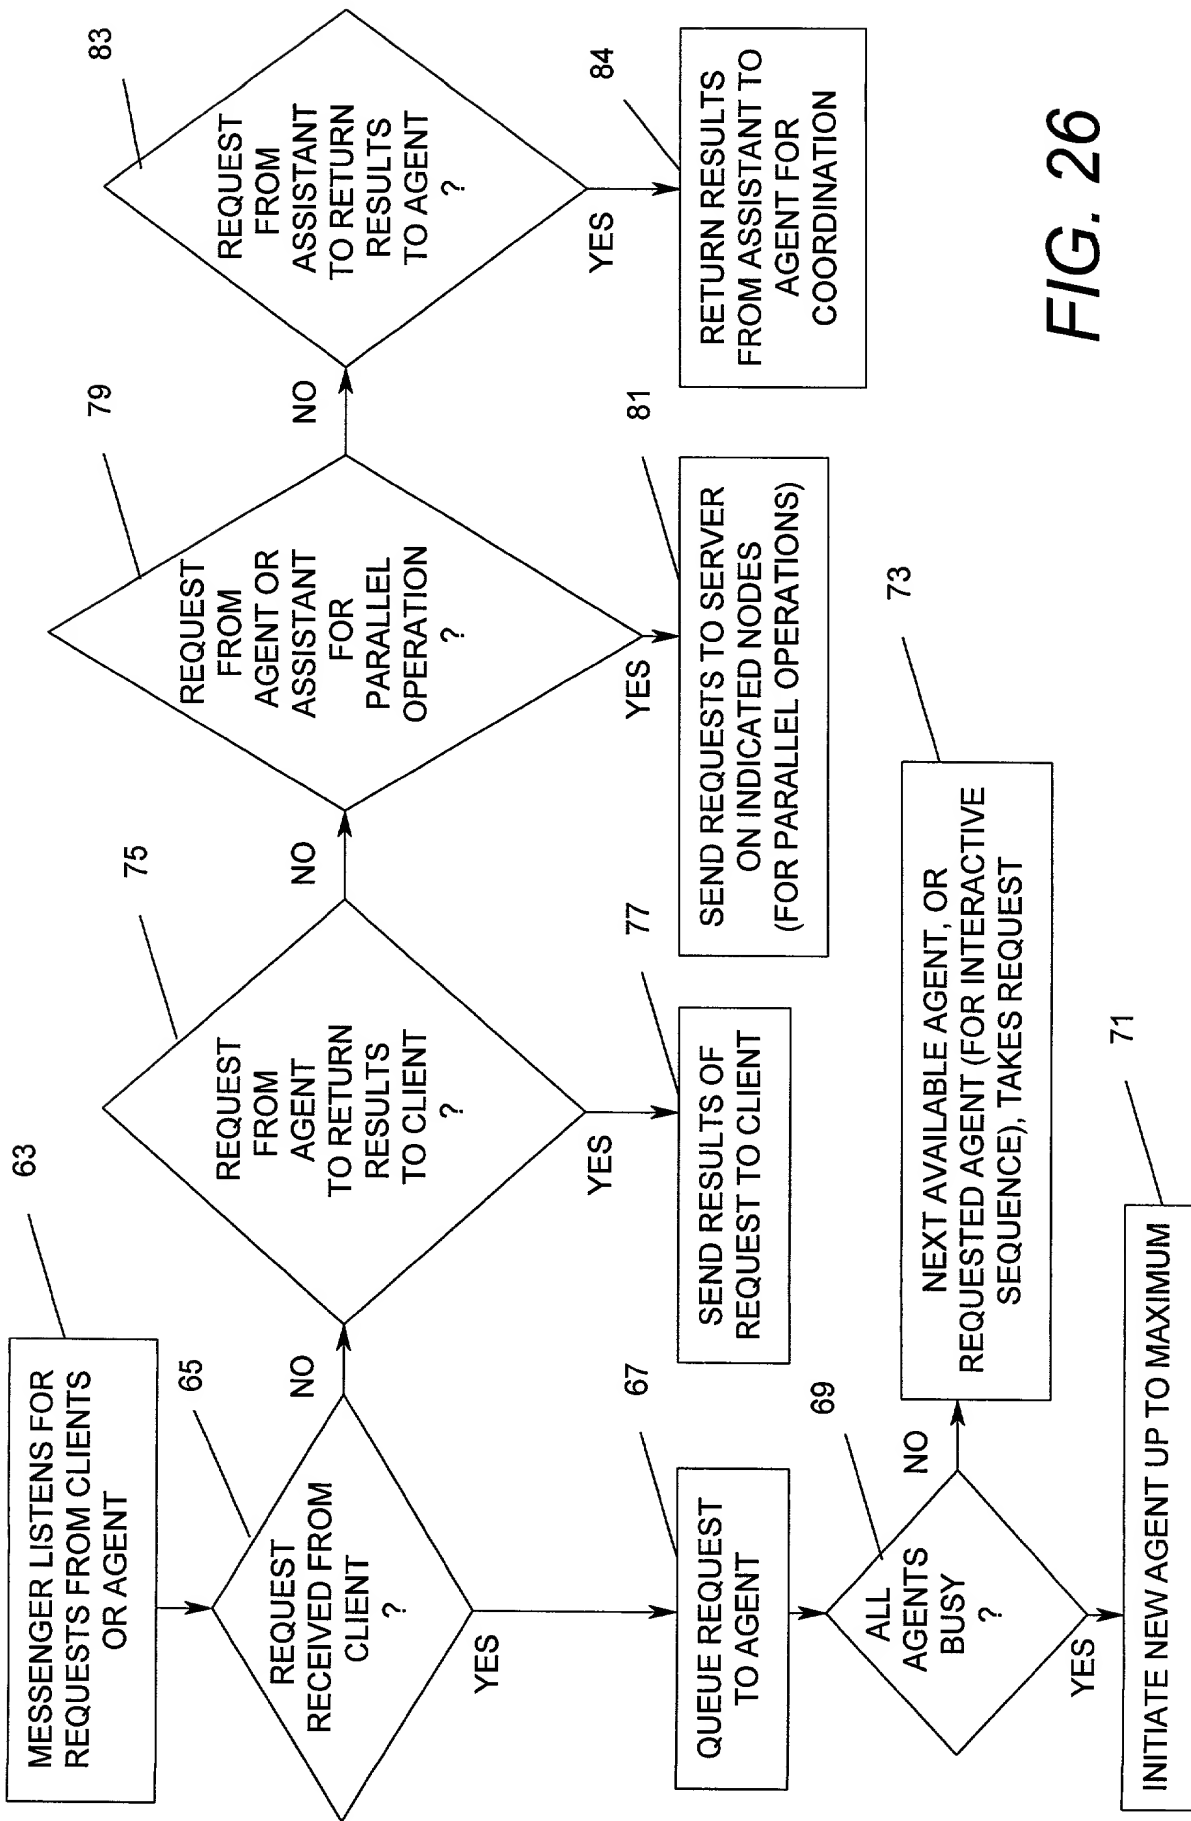 63
MESSENGER LISTENS FOR
REQUESTS FROM CLIENTS
OR AGENT
65
REQUEST
RECEIVED FROM
CLIENT
?
NO
YES
75
REQUEST
FROM
AGENT
TO RETURN
RESULTS
TO CLIENT
?
NO
YES
79
REQUEST
FROM
AGENT OR
ASSISTANT
FOR
PARALLEL
OPERATION
?
NO
YES
83
REQUEST
FROM
ASSISTANT
TO RETURN
RESULTS
TO AGENT
?
YES
67
QUEUE REQUEST
TO AGENT
77
SEND RESULTS OF
REQUEST TO CLIENT
81
SEND REQUESTS TO SERVER
ON INDICATED NODES
(FOR PARALLEL OPERATIONS)
84
RETURN RESULTS
FROM ASSISTANT TO
AGENT FOR
COORDINATION
69
ALL
AGENTS
BUSY
?
NO
YES
73
NEXT AVAILABLE AGENT, OR
REQUESTED AGENT (FOR INTERACTIVE
SEQUENCE), TAKES REQUEST
71
INITIATE NEW AGENT UP TO MAXIMUM
FIG. 26